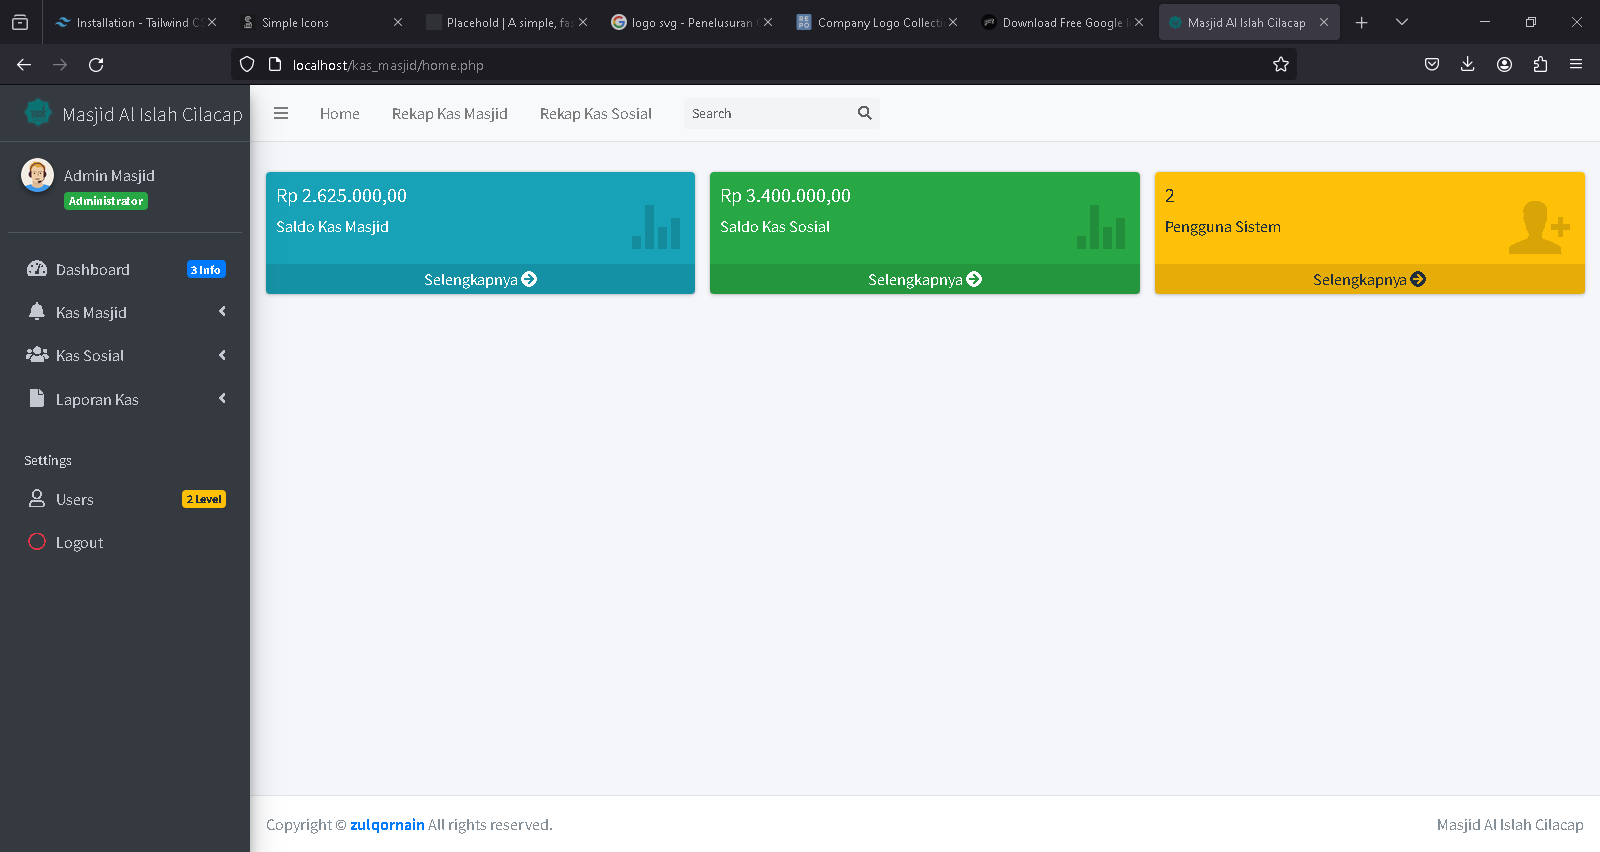 Installation - Tailwind CS
Simple Icons
Placehold | A simple, fas
logo svg - Penelusuran
Company Logo Collecti
Download Free Google
Masjid Al Islah Cilacap
localhost/kas_masjid/home.php
Masjid Al Islah Cilacap
Home
Rekap Kas Masjid
Rekap Kas Sosial
Search
Admin Masjid
Administrator
Dashboard
3 Info
Kas Masjid
Kas Sosial
Laporan Kas
Settings
Users
2 Level
Logout
Rp 2.625.000,00
Saldo Kas Masjid
Selengkapnya
Rp 3.400.000,00
Saldo Kas Sosial
Selengkapnya
2
Pengguna Sistem
Selengkapnya
Copyright © zulqornain All rights reserved.
Masjid Al Islah Cilacap